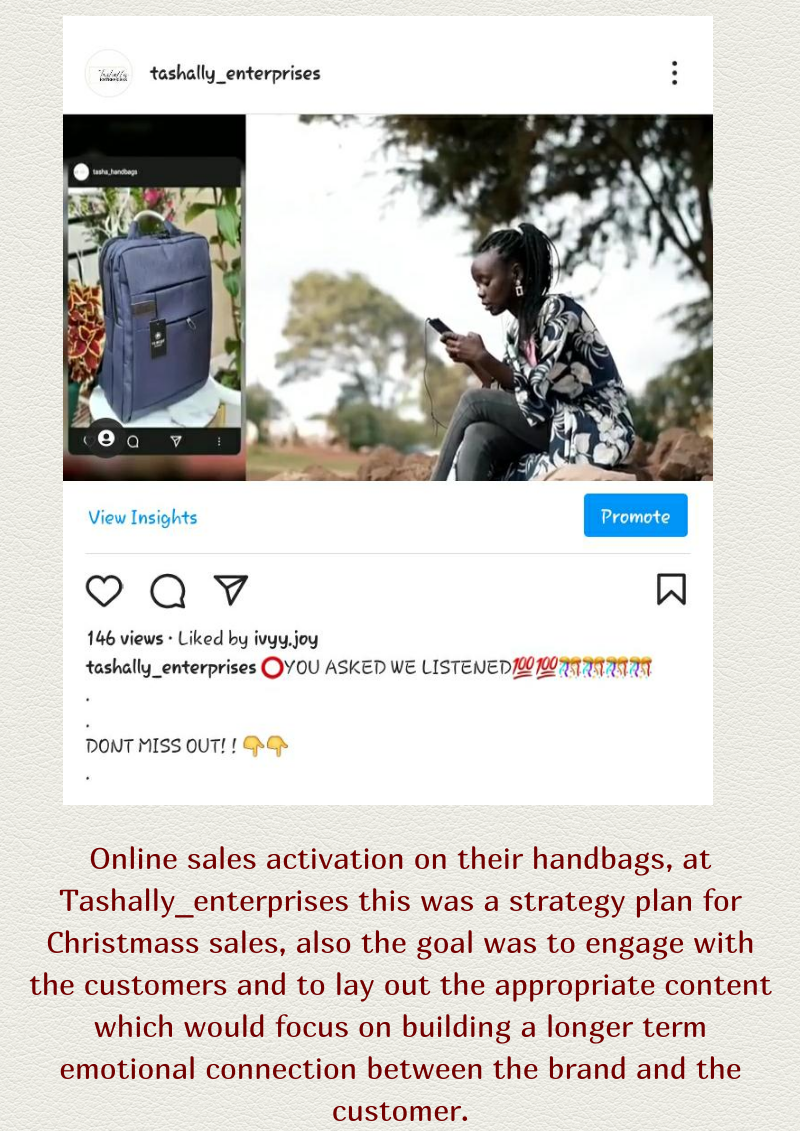 Tashally
tashally_enterprises
tasha_handbags
View Insights
Promote
146 views · Liked by ivyy.joy
tashally_enterprises ⭕YOU ASKED WE LISTENED💯💯🎊🎊🎊🎊
.
.
DONT MISS OUT! ! 👇👇
.
Online sales activation on their handbags, at
Tashally_enterprises this was a strategy plan for
Christmass sales, also the goal was to engage with
the customers and to lay out the appropriate content
which would focus on building a longer term
emotional connection between the brand and the
customer.